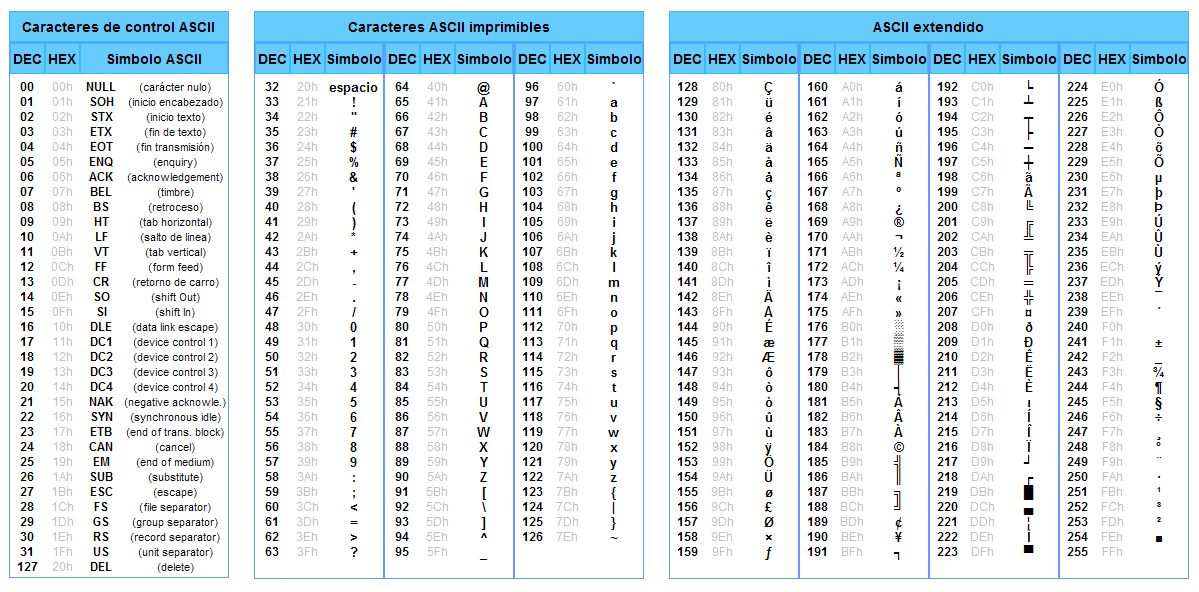 Caracteres de control ASCII
DEC HEX Simbolo ASCII
00 00h NULL (carácter nulo)
01 01h SOH (inicio encabezado)
02 02h STX (inicio texto)
03 03h ETX (fin de texto)
04 04h EOT (fin transmisión)
05 05h ENQ (enquiry)
06 06h ACK (acknowledgement)
07 07h BEL (timbre)
08 08h BS (retroceso)
09 09h HT (tab horizontal)
10 0Ah LF (salto de linea)
11 0Bh VT (tab vertical)
12 0Ch FF (form feed)
13 0Dh CR (retorno de carro)
14 0Eh SO (shift Out)
15 0Fh SI (shift In)
16 10h DLE (data link escape)
17 11h DC1 (device control 1)
18 12h DC2 (device control 2)
19 13h DC3 (device control 3)
20 14h DC4 (device control 4)
21 15h NAK (negative acknowle.)
22 16h SYN (synchronous idle)
23 17h ETB (end of trans. block)
24 18h CAN (cancel)
25 19h EM (end of medium)
26 1Ah SUB (substitute)
27 1Bh ESC (escape)
28 1Ch FS (file separator)
29 1Dh GS (group separator)
30 1Eh RS (record separator)
31 1Fh US (unit separator)
127 20h DEL (delete)
Caracteres ASCII imprimibles
DEC HEX Simbolo DEC HEX Simbolo DEC HEX Simbolo
32 20h espacio 64 40h @ 96 60h `
33 21h ! 65 41h A 97 61h a
34 22h " 66 42h B 98 62h b
35 23h # 67 43h C 99 63h c
36 24h $ 68 44h D 100 64h d
37 25h % 69 45h E 101 65h e
38 26h & 70 46h F 102 66h f
39 27h ' 71 47h G 103 67h g
40 28h ( 72 48h H 104 68h h
41 29h ) 73 49h I 105 69h i
42 2Ah * 74 4Ah J 106 6Ah j
43 2Bh + 75 4Bh K 107 6Bh k
44 2Ch , 76 4Ch L 108 6Ch l
45 2Dh - 77 4Dh M 109 6Dh m
46 2Eh . 78 4Eh N 110 6Eh n
47 2Fh / 79 4Fh O 111 6Fh o
48 30h 0 80 50h P 112 70h p
49 31h 1 81 51h Q 113 71h q
50 32h 2 82 52h R 114 72h r
51 33h 3 83 53h S 115 73h s
52 34h 4 84 54h T 116 74h t
53 35h 5 85 55h U 117 75h u
54 36h 6 86 56h V 118 76h v
55 37h 7 87 57h W 119 77h w
56 38h 8 88 58h X 120 78h x
57 39h 9 89 59h Y 121 79h y
58 3Ah : 90 5Ah Z 122 7Ah z
59 3Bh ; 91 5Bh [ 123 7Bh {
60 3Ch < 92 5Ch \ 124 7Ch |
61 3Dh = 93 5Dh ] 125 7Dh }
62 3Eh > 94 5Eh ^ 126 7Eh ~
63 3Fh ? 95 5Fh _
ASCII extendido
DEC HEX Simbolo DEC HEX Simbolo DEC HEX Simbolo DEC HEX Simbolo
128 80h Ç 160 A0h á 192 C0h └ 224 E0h Ó
129 81h ü 161 A1h í 193 C1h ┴ 225 E1h ß
130 82h é 162 A2h ó 194 C2h ┬ 226 E2h Ô
131 83h â 163 A3h ú 195 C3h ├ 227 E3h Ò
132 84h ä 164 A4h ñ 196 C4h ─ 228 E4h õ
133 85h à 165 A5h Ñ 197 C5h ┼ 229 E5h Õ
134 86h å 166 A6h ª 198 C6h ã 230 E6h µ
135 87h ç 167 A7h º 199 C7h Ã 231 E7h þ
136 88h ê 168 A8h ¿ 200 C8h ╚ 232 E8h Þ
137 89h ë 169 A9h ® 201 C9h ╔ 233 E9h Ú
138 8Ah è 170 AAh ¬ 202 CAh ╩ 234 EAh Û
139 8Bh ï 171 ABh ½ 203 CBh ╦ 235 EBh Ù
140 8Ch î 172 ACh ¼ 204 CCh ╠ 236 ECh ý
141 8Dh ì 173 ADh ¡ 205 CDh ═ 237 EDh Ý
142 8Eh Ä 174 AEh « 206 CEh ╬ 238 EEh ¯
143 8Fh Å 175 AFh » 207 CFh ¤ 239 EFh ´
144 90h É 176 B0h ░ 208 D0h ð 240 F0h
145 91h æ 177 B1h ▒ 209 D1h Ð 241 F1h ±
146 92h Æ 178 B2h ▓ 210 D2h Ê 242 F2h ‗
147 93h ô 179 B3h │ 211 D3h Ë 243 F3h ¾
148 94h ò 180 B4h ┤ 212 D4h È 244 F4h ¶
149 95h ò 181 B5h Á 213 D5h ı 245 F5h §
150 96h û 182 B6h Â 214 D6h Í 246 F6h ÷
151 97h ù 183 B7h À 215 D7h Î 247 F7h ¸
152 98h ÿ 184 B8h © 216 D8h Ï 248 F8h °
153 99h Ö 185 B9h ╣ 217 D9h ┘ 249 F9h ¨
154 9Ah Ü 186 BAh ║ 218 DAh ┌ 250 FAh ·
155 9Bh ø 187 BBh ╗ 219 DBh █ 251 FBh ¹
156 9Ch £ 188 BCh ╝ 220 DCh ▄ 252 FCh ³
157 9Dh Ø 189 BDh ¢ 221 DDh ¦ 253 FDh ²
158 9Eh × 190 BEh ¥ 222 DEh Ì 254 FEh ■
159 9Fh ƒ 191 BFh ┐ 223 DFh ▀ 255 FFh